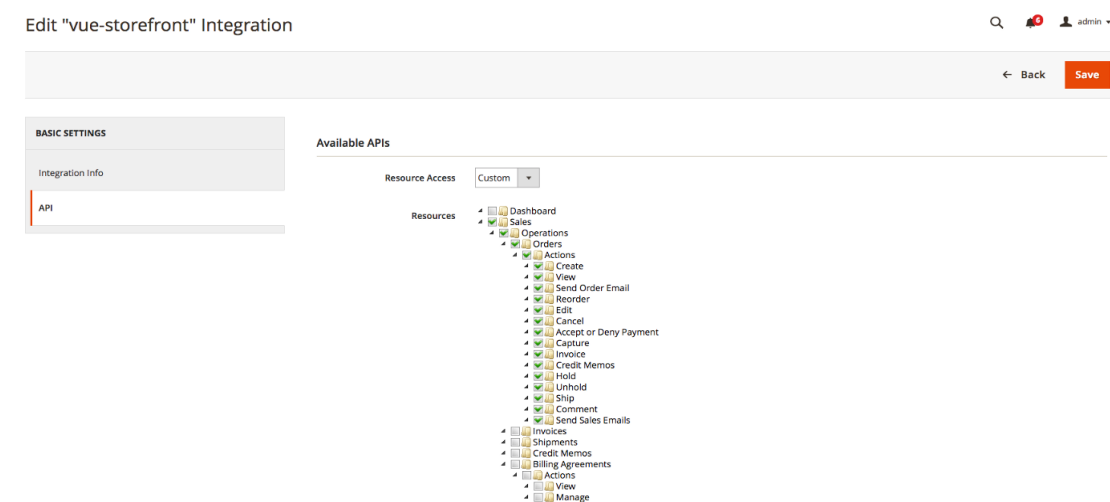 Edit "vue-storefront" Integration
6
admin
Back
Save
BASIC SETTINGS
Integration Info
API
Available APIs
Resource Access
Custom
Resources
Dashboard
Sales
Operations
Orders
Actions
Create
View
Send Order Email
Reorder
Edit
Cancel
Accept or Deny Payment
Capture
Invoice
Credit Memos
Hold
Unhold
Ship
Comment
Send Sales Emails
Invoices
Shipments
Credit Memos
Billing Agreements
Actions
View
Manage